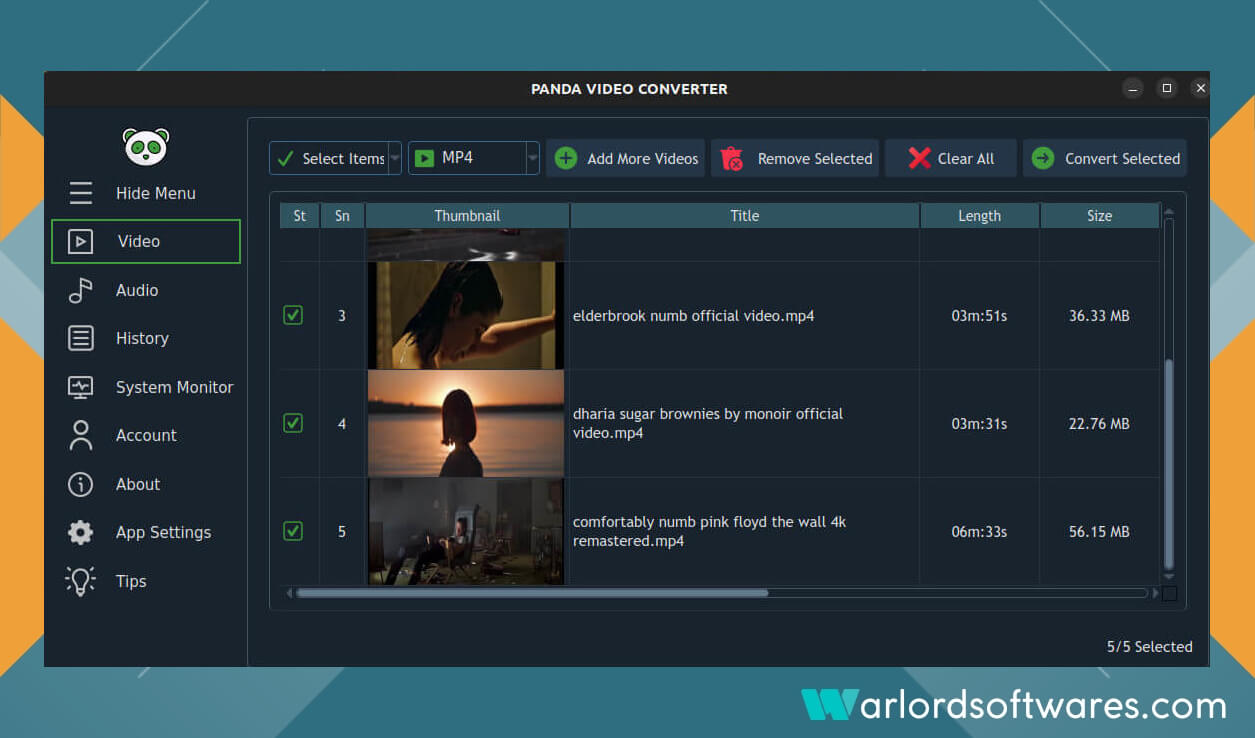 PANDA VIDEO CONVERTER
Hide Menu
Video
Audio
History
System Monitor
Account
About
App Settings
Tips
Select Items
MP4
Add More Videos
Remove Selected
Clear All
Convert Selected
St Sn Thumbnail Title Length Size
3 elderbrook numb official video.mp4 03m:51s 36.33 MB
dharia sugar brownies by monoir official
4 03m:31s 22.76 MB
video.mp4
comfortably numb pink floyd the wall 4k
5 06m:33s 56.15 MB
remastered.mp4
5/5 Selected
Warlordsoftwares.com